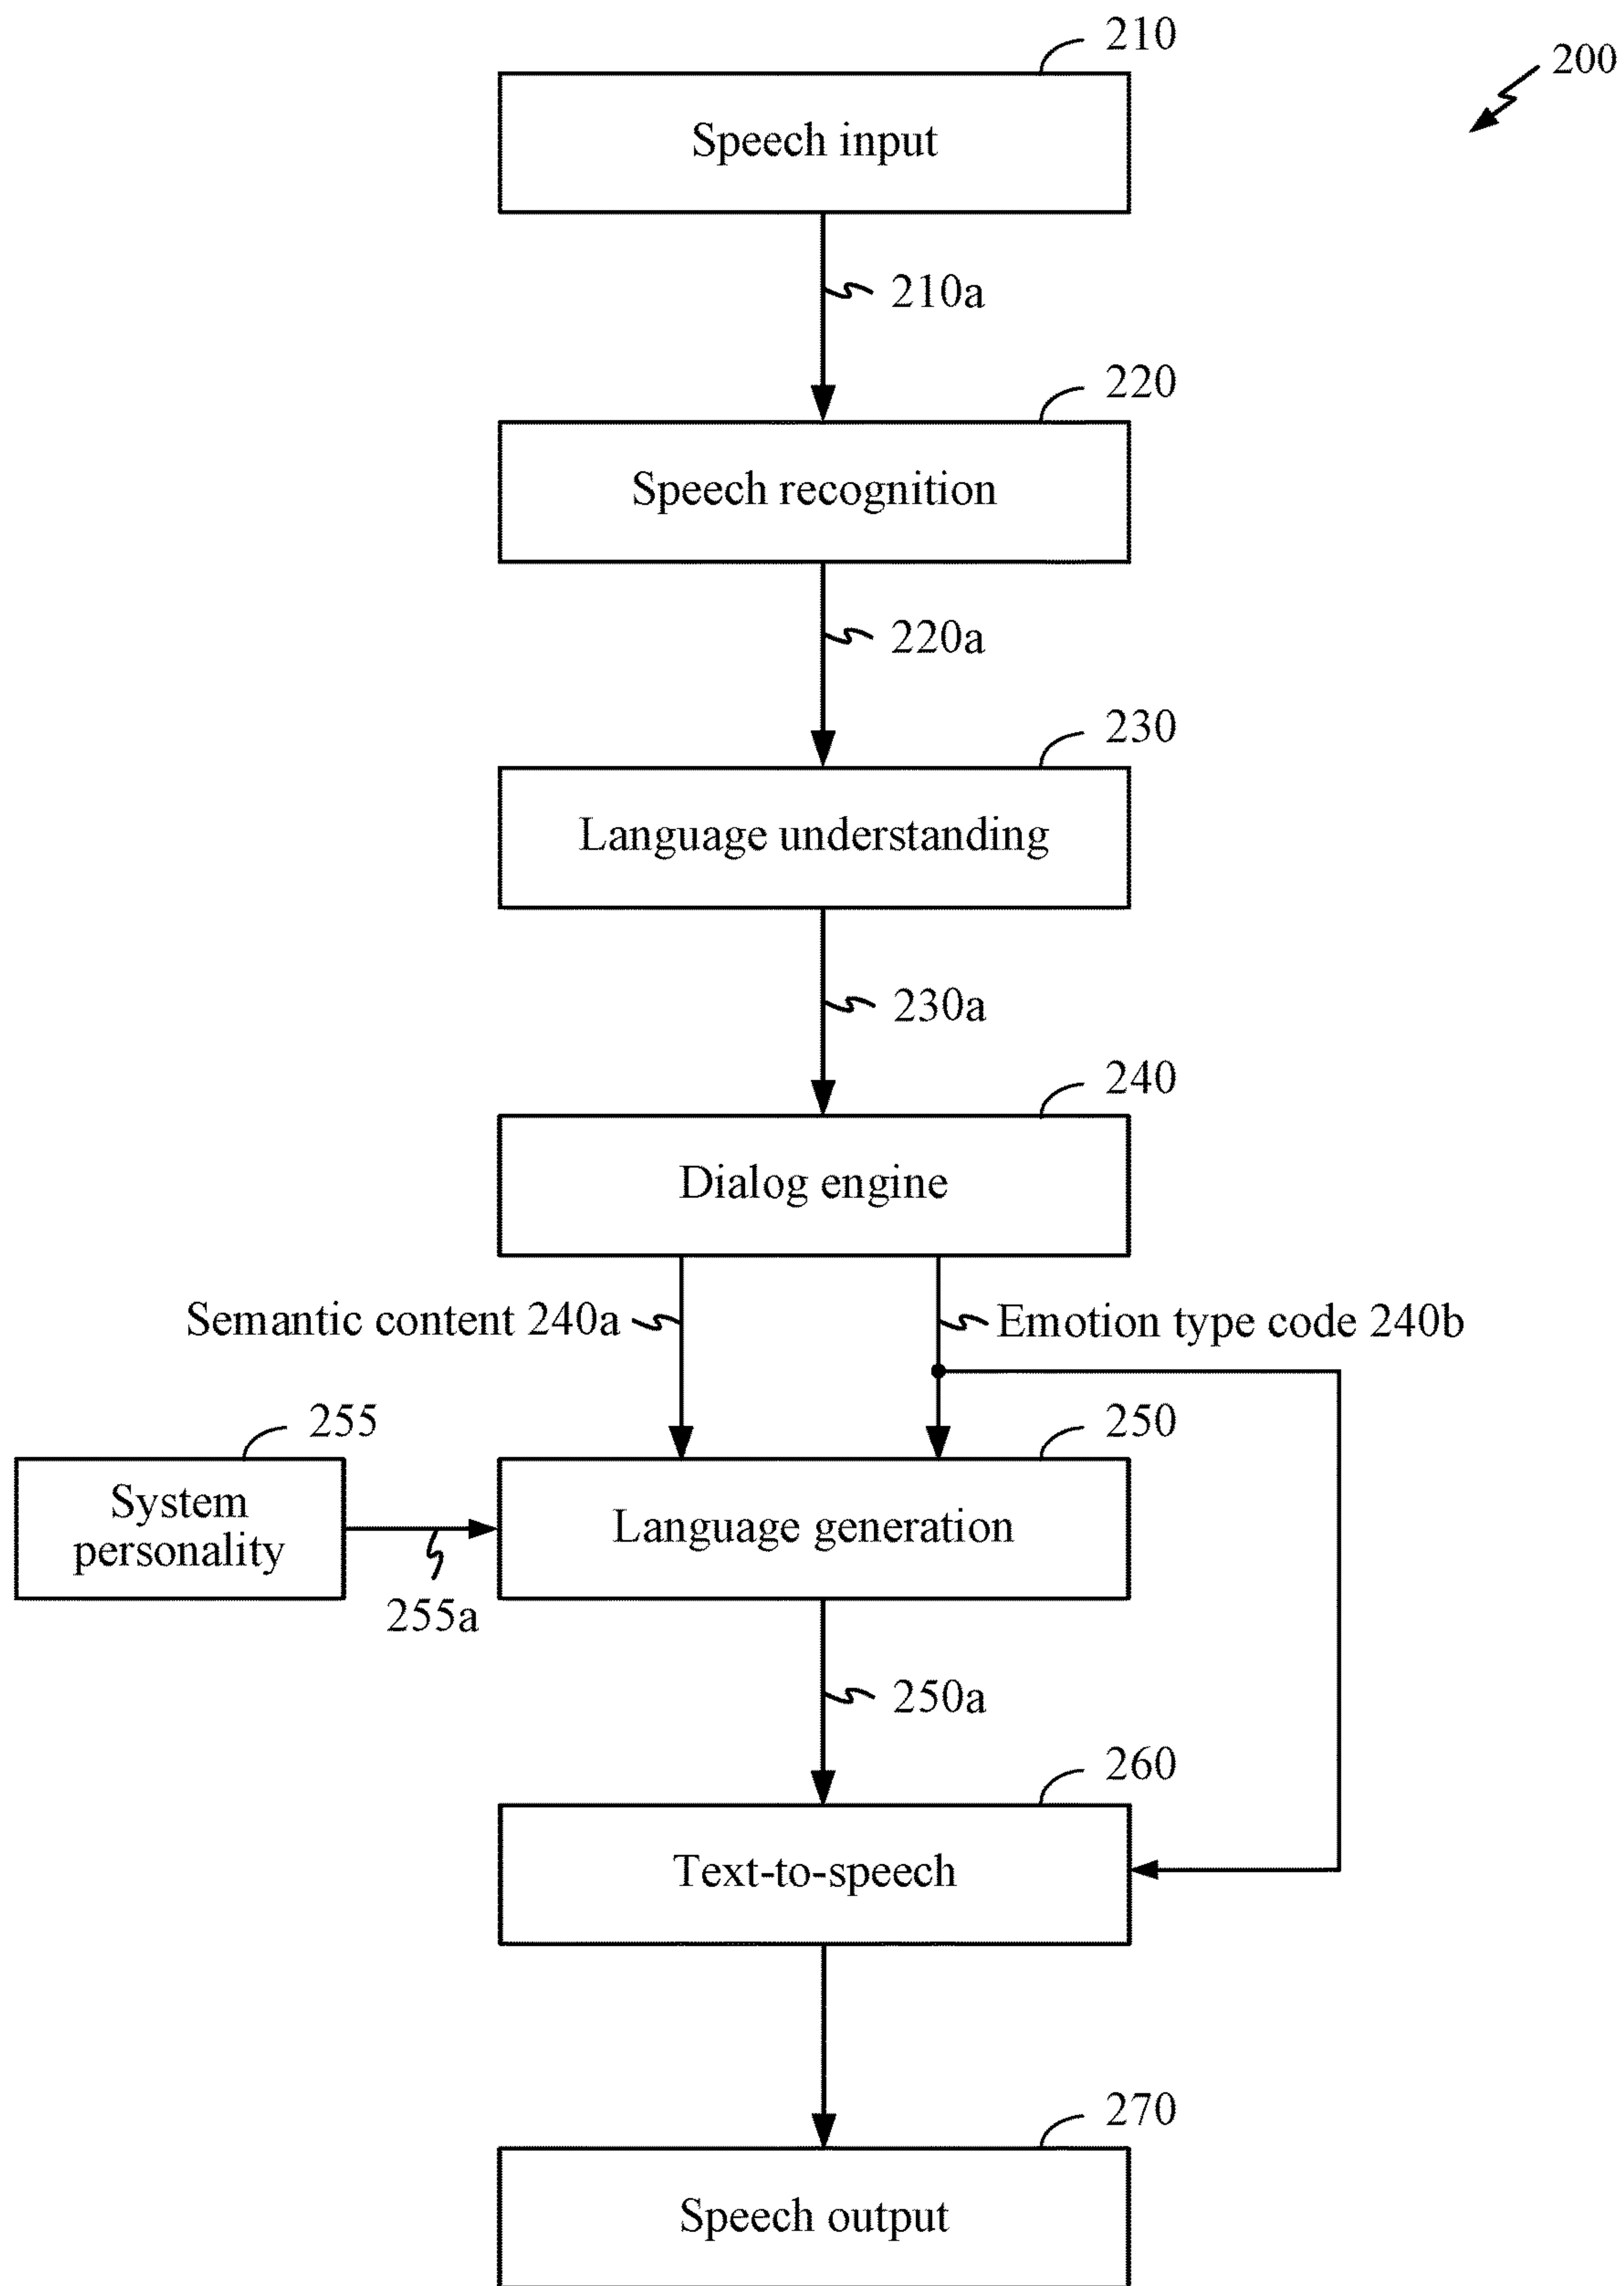 210
200
Speech input
210a
220
Speech recognition
220a
230
Language understanding
230a
240
Dialog engine
Semantic content 240a
Emotion type code 240b
255
250
System
personality
Language generation
255a
250a
260
Text-to-speech
270
Speech output